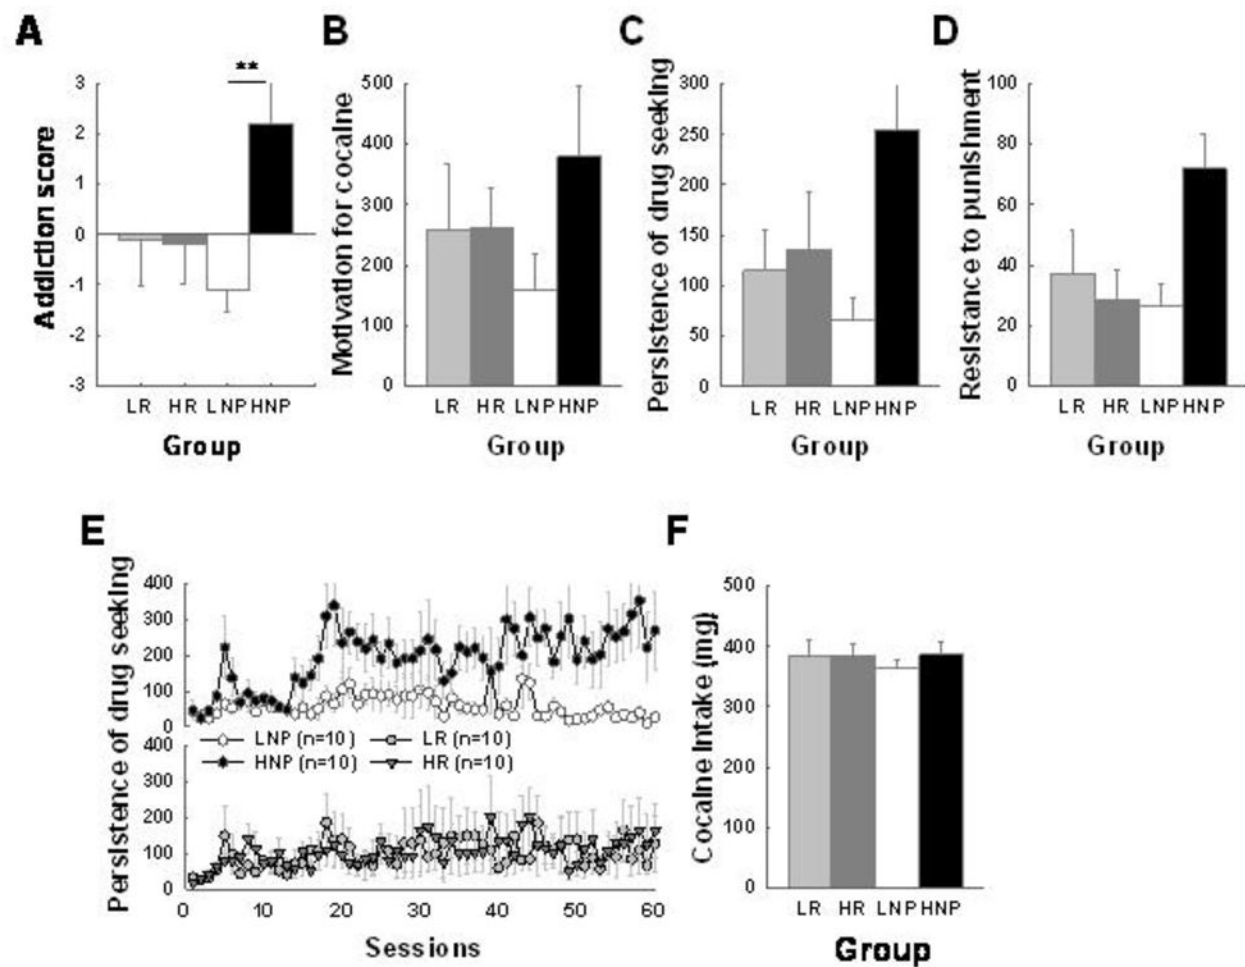 A
B
C
D
**
Addiction score
3
2
1
0
-1
-2
-3
LR HR LNP HNP
Group
Motivation for cocaine
500
400
300
200
100
0
LR HR LNP HNP
Group
Persistence of drug seeking
300
250
200
150
100
50
0
LR HR LNP HNP
Group
Resistance to punishment
100
80
60
40
20
0
LR HR LNP HNP
Group
E
F
Persistence of drug seeking
400
300
200
100
0
LNP (n=10) LR (n=10)
HNP (n=10) HR (n=10)
Persistence of drug seeking
400
300
200
100
0
0 10 20 30 40 50 60
Sessions
Cocaine Intake (mg)
500
400
300
200
100
0
LR HR LNP HNP
Group